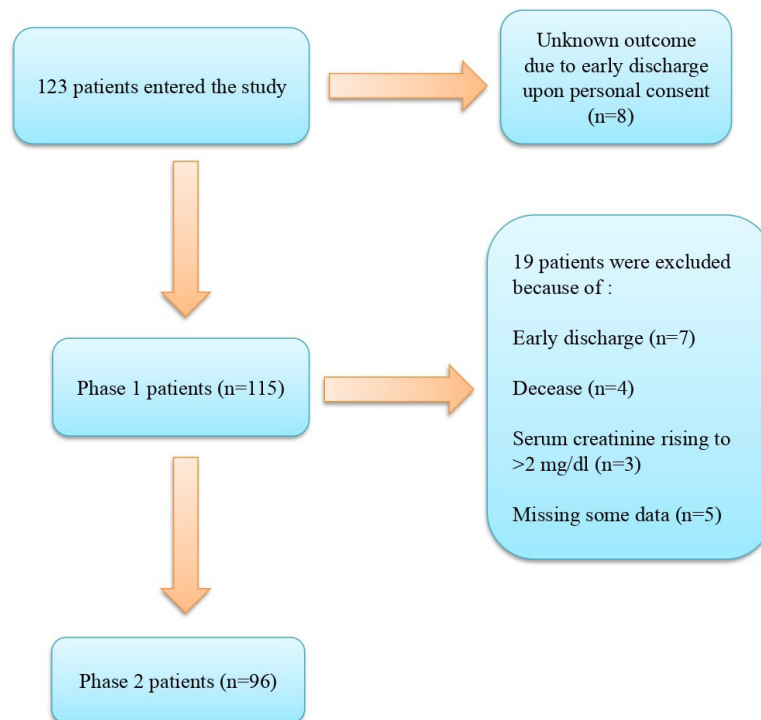 123 patients entered the study
Unknown outcome
due to early discharge
upon personal consent
(n=8)
19 patients were excluded
because of :
Early discharge (n=7)
Decease (n=4)
Serum creatinine rising to
>2 mg/dl (n=3)
Missing some data (n=5)
Phase 1 patients (n=115)
Phase 2 patients (n=96)